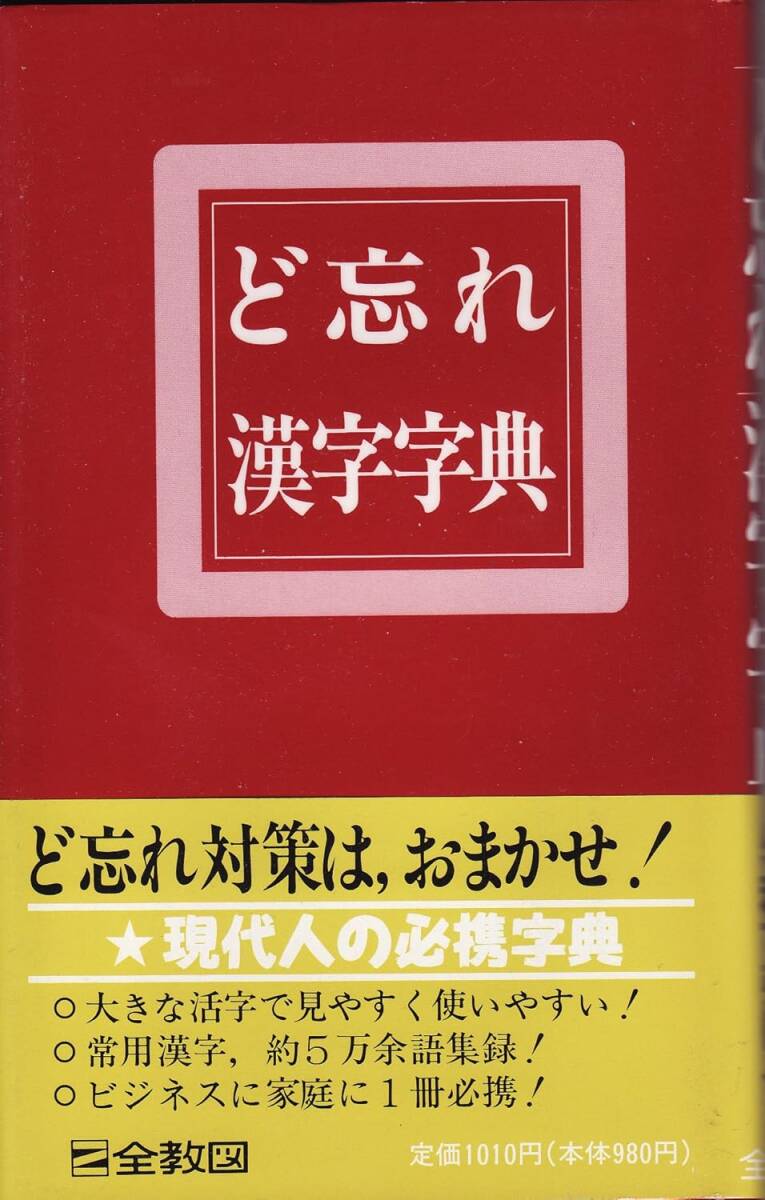 ど忘れ
漢字字典
ど忘れ対策は,おまかせ!
★現代人の必携字典
○大きな活字で見やすく使いやすい!
○常用漢字,約5万余語集録!
○ビジネスに家庭に1冊必携!
全教図
定価1010円(本体980円)